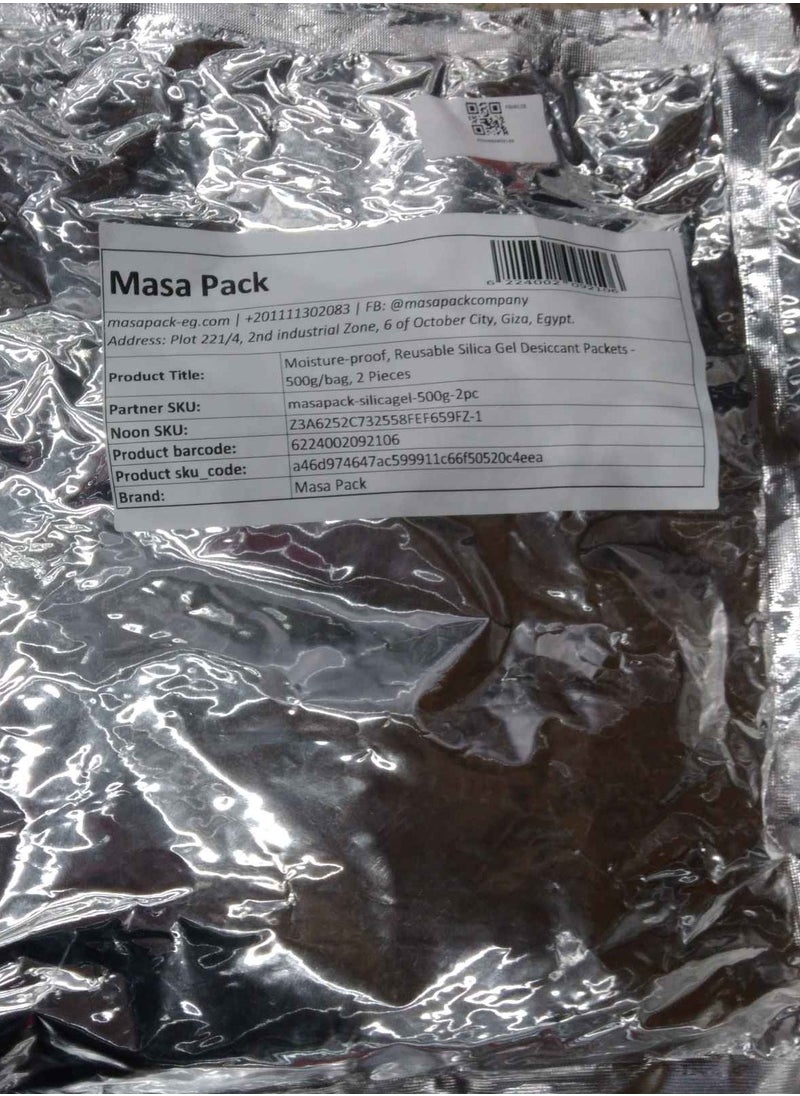 Masa Pack
masapack-eg.com | +201111302083 | FB: @masapackcompany
Address: Plot 221/4, 2nd industrial Zone, 6 of October City, Giza, Egypt.
Product Title: Moisture-proof, Reusable Silica Gel Desiccant Packets -
500g/bag, 2 Pieces
Partner SKU: masapack-silicagel-500g-2pc
Noon SKU: Z3A6252C732558FEF659FZ-1
Product barcode: 6224002092106
Product sku_code: a46d974647ac599911c66f50520c4eea
Brand: Masa Pack